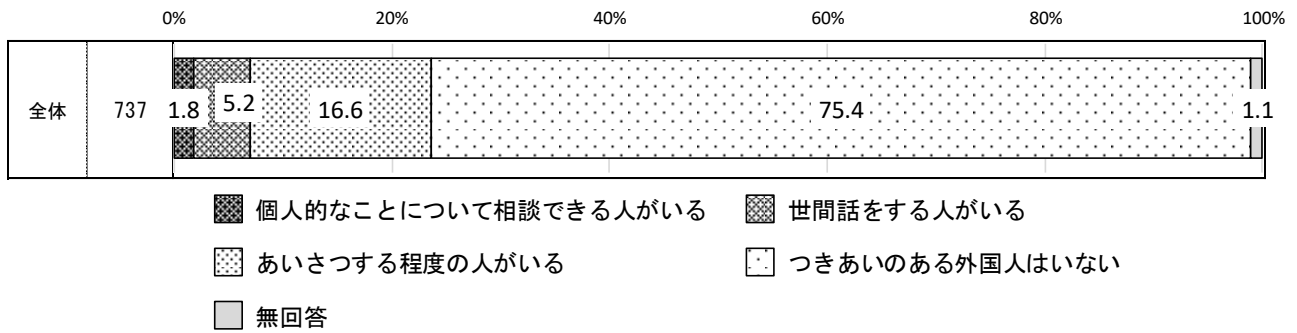 0% 20% 40% 60% 80% 100%
全体 737 1.8 5.2 16.6 75.4 1.1
個人的なことについて相談できる人がいる 世間話をする人がいる
あいさつする程度の人がいる つきあいのある外国人はいない
無回答